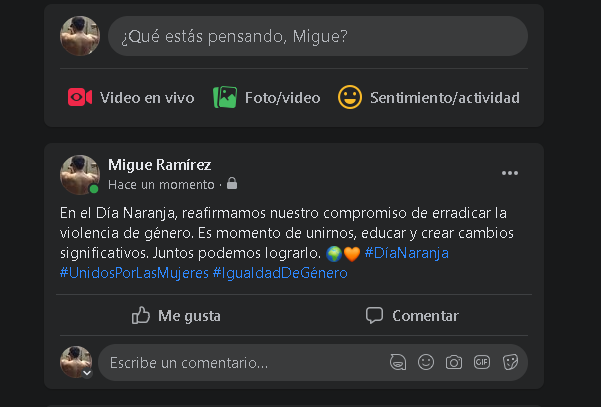 ¿Qué estás pensando, Migue?
Video en vivo
Foto/video
Sentimiento/actividad
Migue Ramírez
Hace un momento ·
En el Día Naranja, reafirmamos nuestro compromiso de erradicar la
violencia de género. Es momento de unirnos, educar y crear cambios
significativos. Juntos podemos lograrlo. 🌍🧡 #DíaNaranja
#UnidosPorLasMujeres #IgualdadDeGénero
Me gusta
Comentar
Escribe un comentario...
GIF